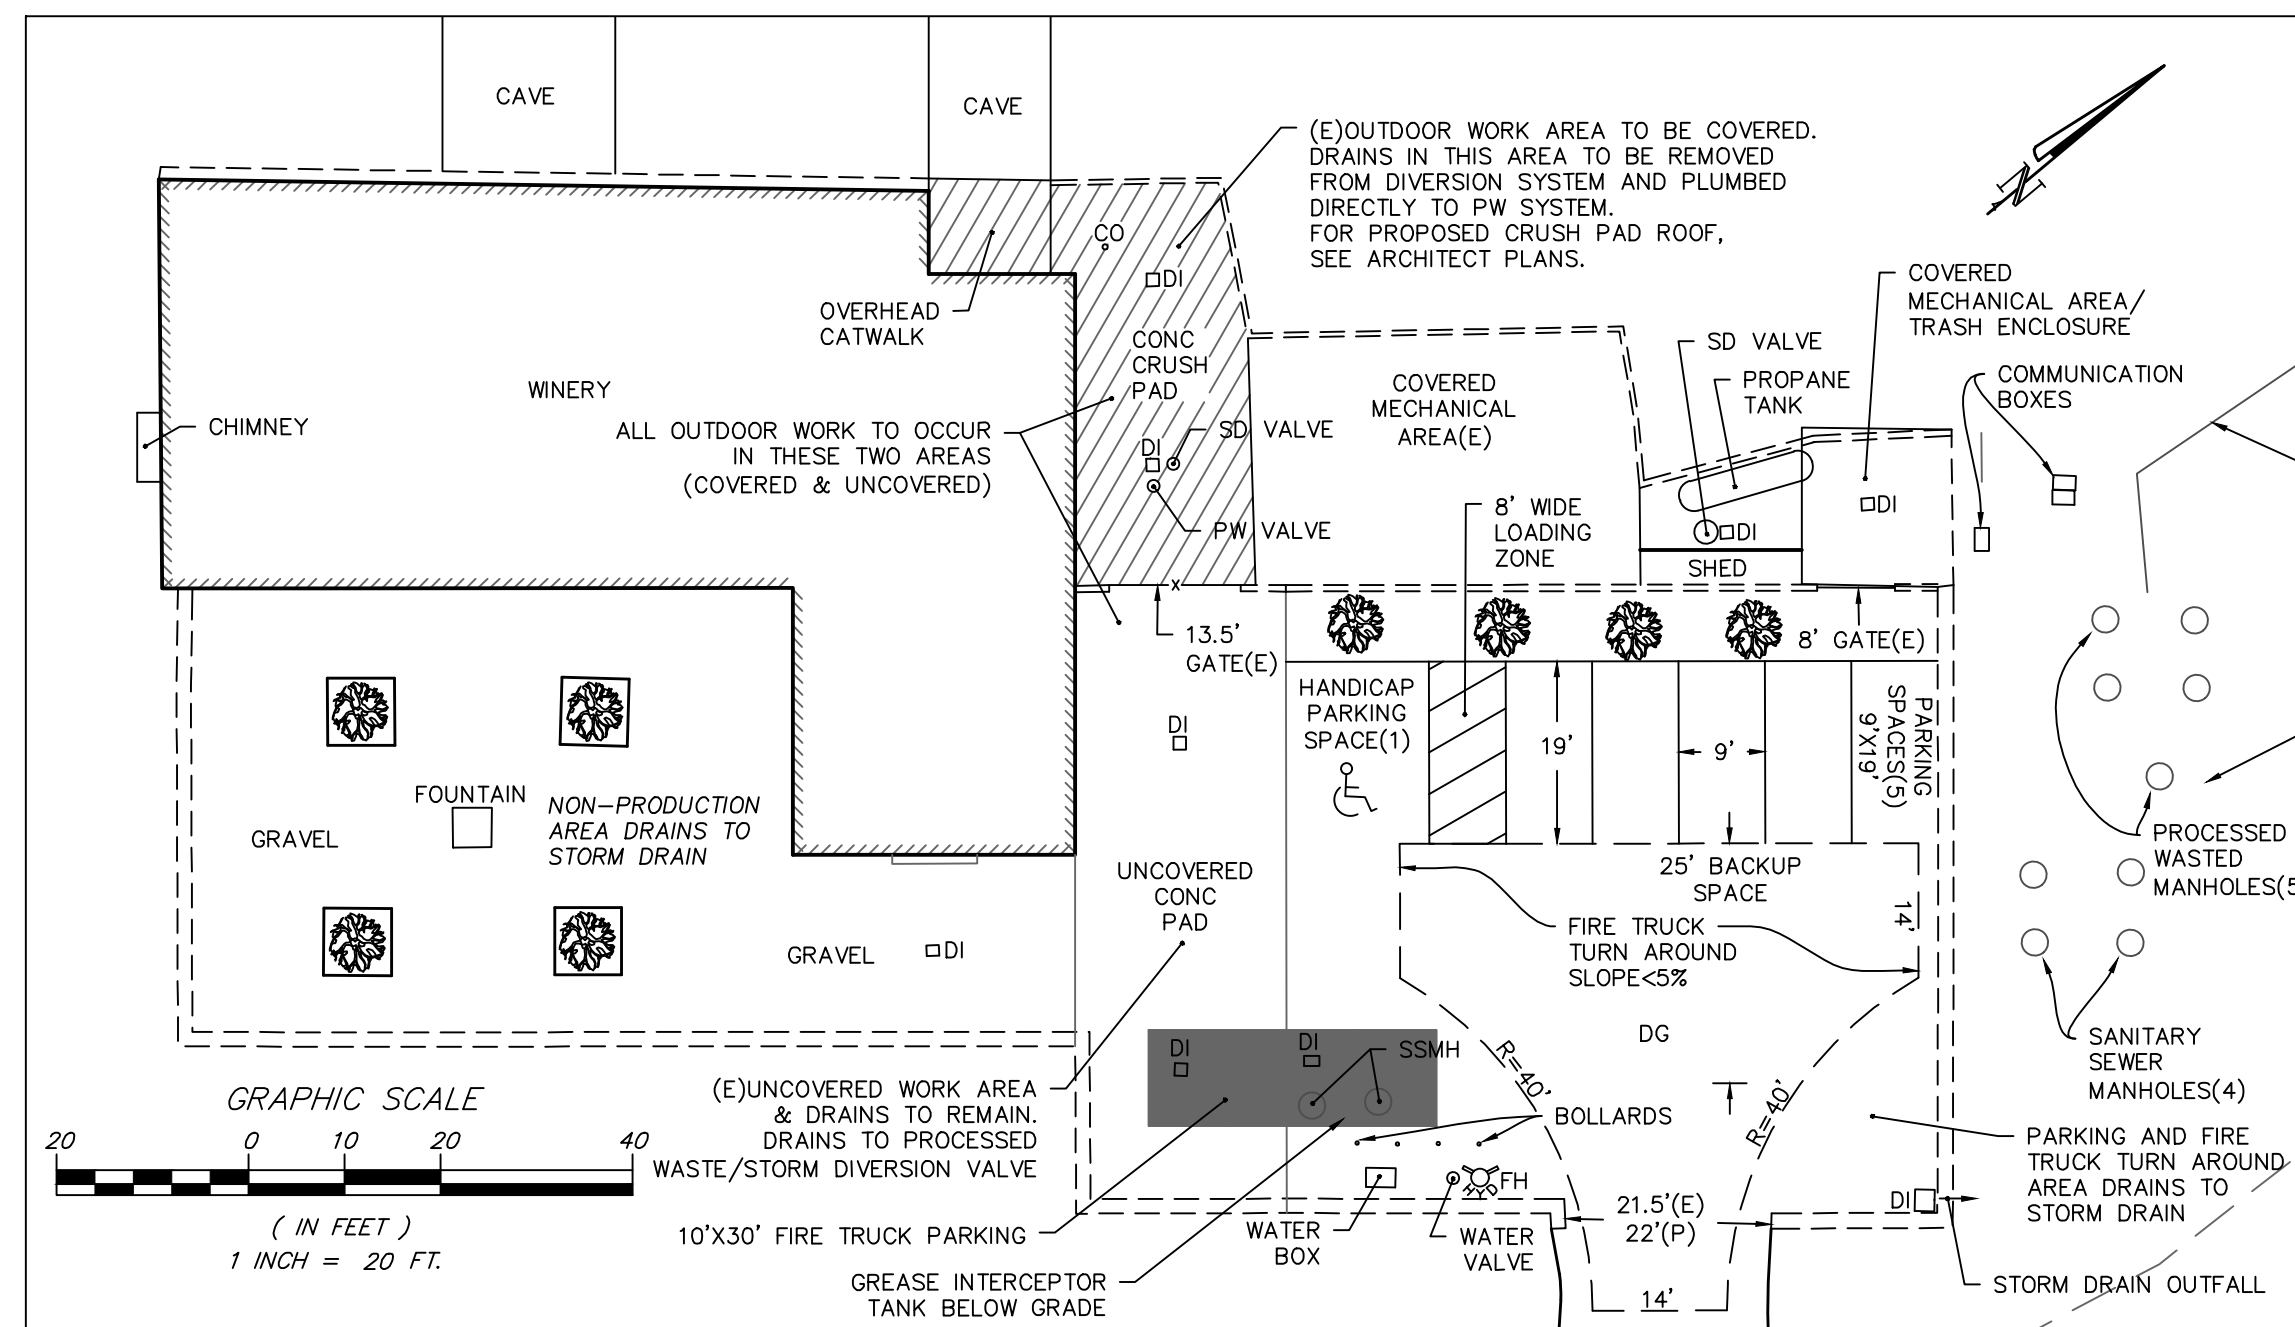 CAVE
CAVE
(E)OUTDOOR WORK AREA TO BE COVERED.
DRAINS IN THIS AREA TO BE REMOVED
FROM DIVERSION SYSTEM AND PLUMBED
DIRECTLY TO PW SYSTEM.
FOR PROPOSED CRUSH PAD ROOF,
SEE ARCHITECT PLANS.
N
CO
DI
OVERHEAD
CATWALK
COVERED
MECHANICAL AREA/
TRASH ENCLOSURE
CONC
CRUSH
PAD
SD VALVE
PROPANE
TANK
COMMUNICATION
BOXES
WINERY
COVERED
MECHANICAL
AREA(E)
CHIMNEY
ALL OUTDOOR WORK TO OCCUR
IN THESE TWO AREAS
(COVERED & UNCOVERED)
SD VALVE
DI
PW VALVE
8' WIDE
LOADING
ZONE
DI
DI
SHED
X
13.5'
GATE(E)
8' GATE(E)
HANDICAP
PARKING
SPACE(1)
19'
9'
PARKING
SPACES(5)
9'X19'
DI
FOUNTAIN
NON-PRODUCTION
AREA DRAINS TO
STORM DRAIN
GRAVEL
PROCESSED
WASTED
MANHOLES(5
UNCOVERED
CONC
PAD
25' BACKUP
SPACE
14'
FIRE TRUCK
TURN AROUND
SLOPE<5%
GRAVEL
DI
DG
DI
DI
SSMH
R=40'
R=40'
SANITARY
SEWER
MANHOLES(4)
GRAPHIC SCALE
20 0 10 20 40
( IN FEET )
1 INCH = 20 FT.
(E)UNCOVERED WORK AREA
& DRAINS TO REMAIN.
DRAINS TO PROCESSED
WASTE/STORM DIVERSION VALVE
BOLLARDS
PARKING AND FIRE
TRUCK TURN AROUND
AREA DRAINS TO
STORM DRAIN
HYD
FH
DI
21.5'(E)
22'(P)
10'X30' FIRE TRUCK PARKING
WATER
BOX
WATER
VALVE
GREASE INTERCEPTOR
TANK BELOW GRADE
14'
STORM DRAIN OUTFALL